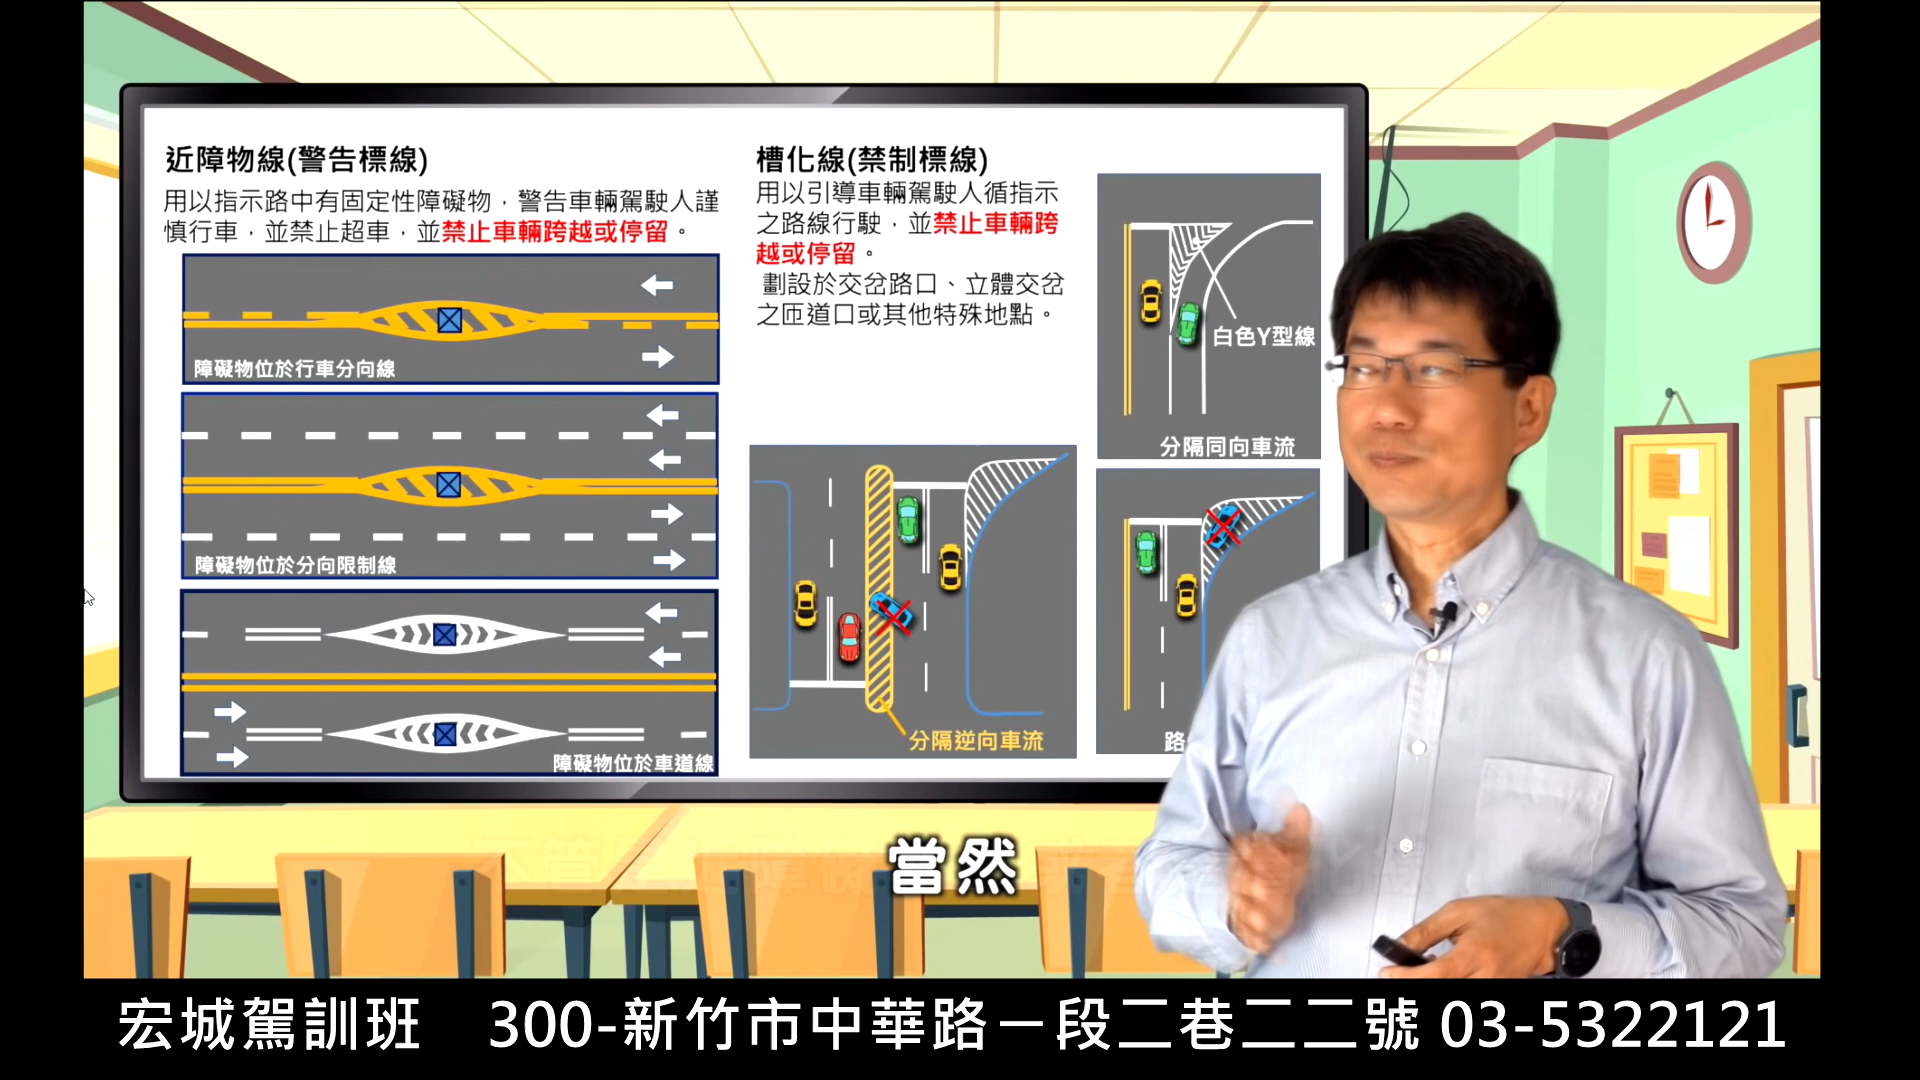 近障物線(警告標線)
用以指示路中有固定性障礙物，警告車輛駕駛人謹
慎行車，並禁止超車，並禁止車輛跨越或停留。
障礙物位於行車分向線
障礙物位於分向限制線
障礙物位於車道線
槽化線(禁制標線)
用以引導車輛駕駛人循指示
之路線行駛，並禁止車輛跨
越或停留。
劃設於交岔路口、立體交岔
之匝道口或其他特殊地點。
分隔逆向車流
白色Y型線
分隔同向車流
路
當然
宏城駕訓班 300-新竹市中華路一段二巷二二號 03-5322121